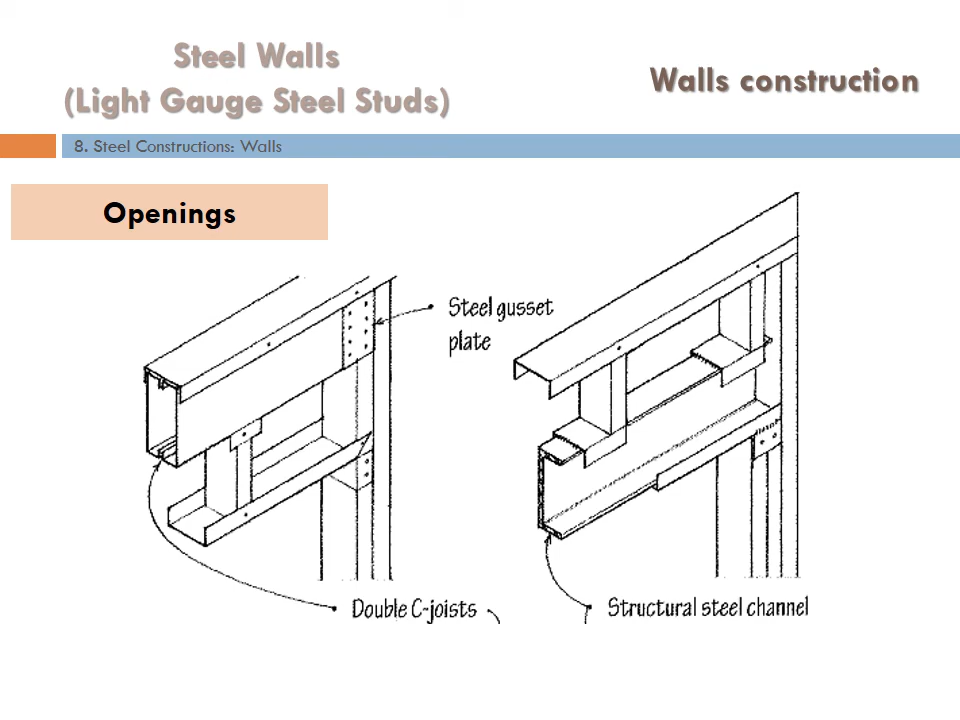 Steel Walls
(Light Gauge Steel Studs)
Walls construction
8. Steel Constructions: Walls
Openings
Steel gusset
plate
Double C-joists
Structural steel channel